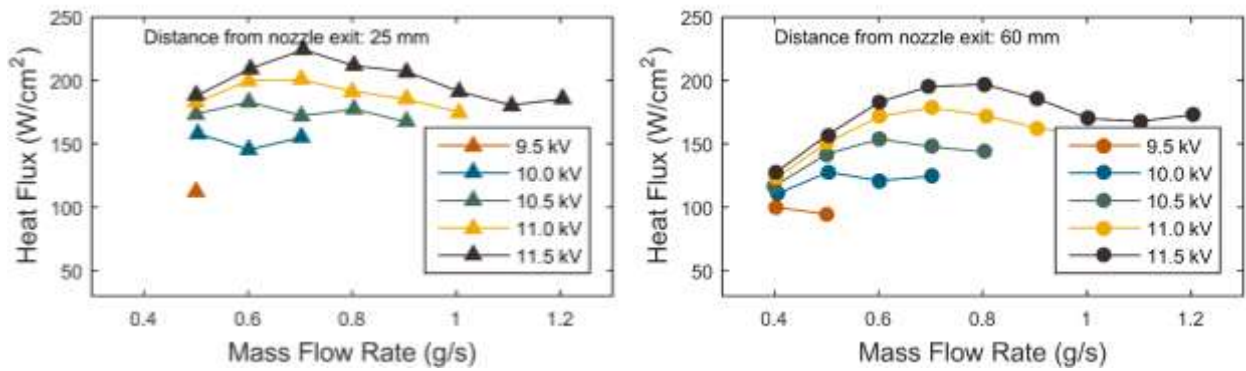 Distance from nozzle exit: 25 mm
250
200
150
100
50
Heat Flux (W/cm²)
9.5 kV
10.0 kV
10.5 kV
11.0 kV
11.5 kV
0.4 0.6 0.8 1 1.2
Mass Flow Rate (g/s)
Distance from nozzle exit: 60 mm
250
200
150
100
50
Heat Flux (W/cm²)
9.5 kV
10.0 kV
10.5 kV
11.0 kV
11.5 kV
0.4 0.6 0.8 1 1.2
Mass Flow Rate (g/s)